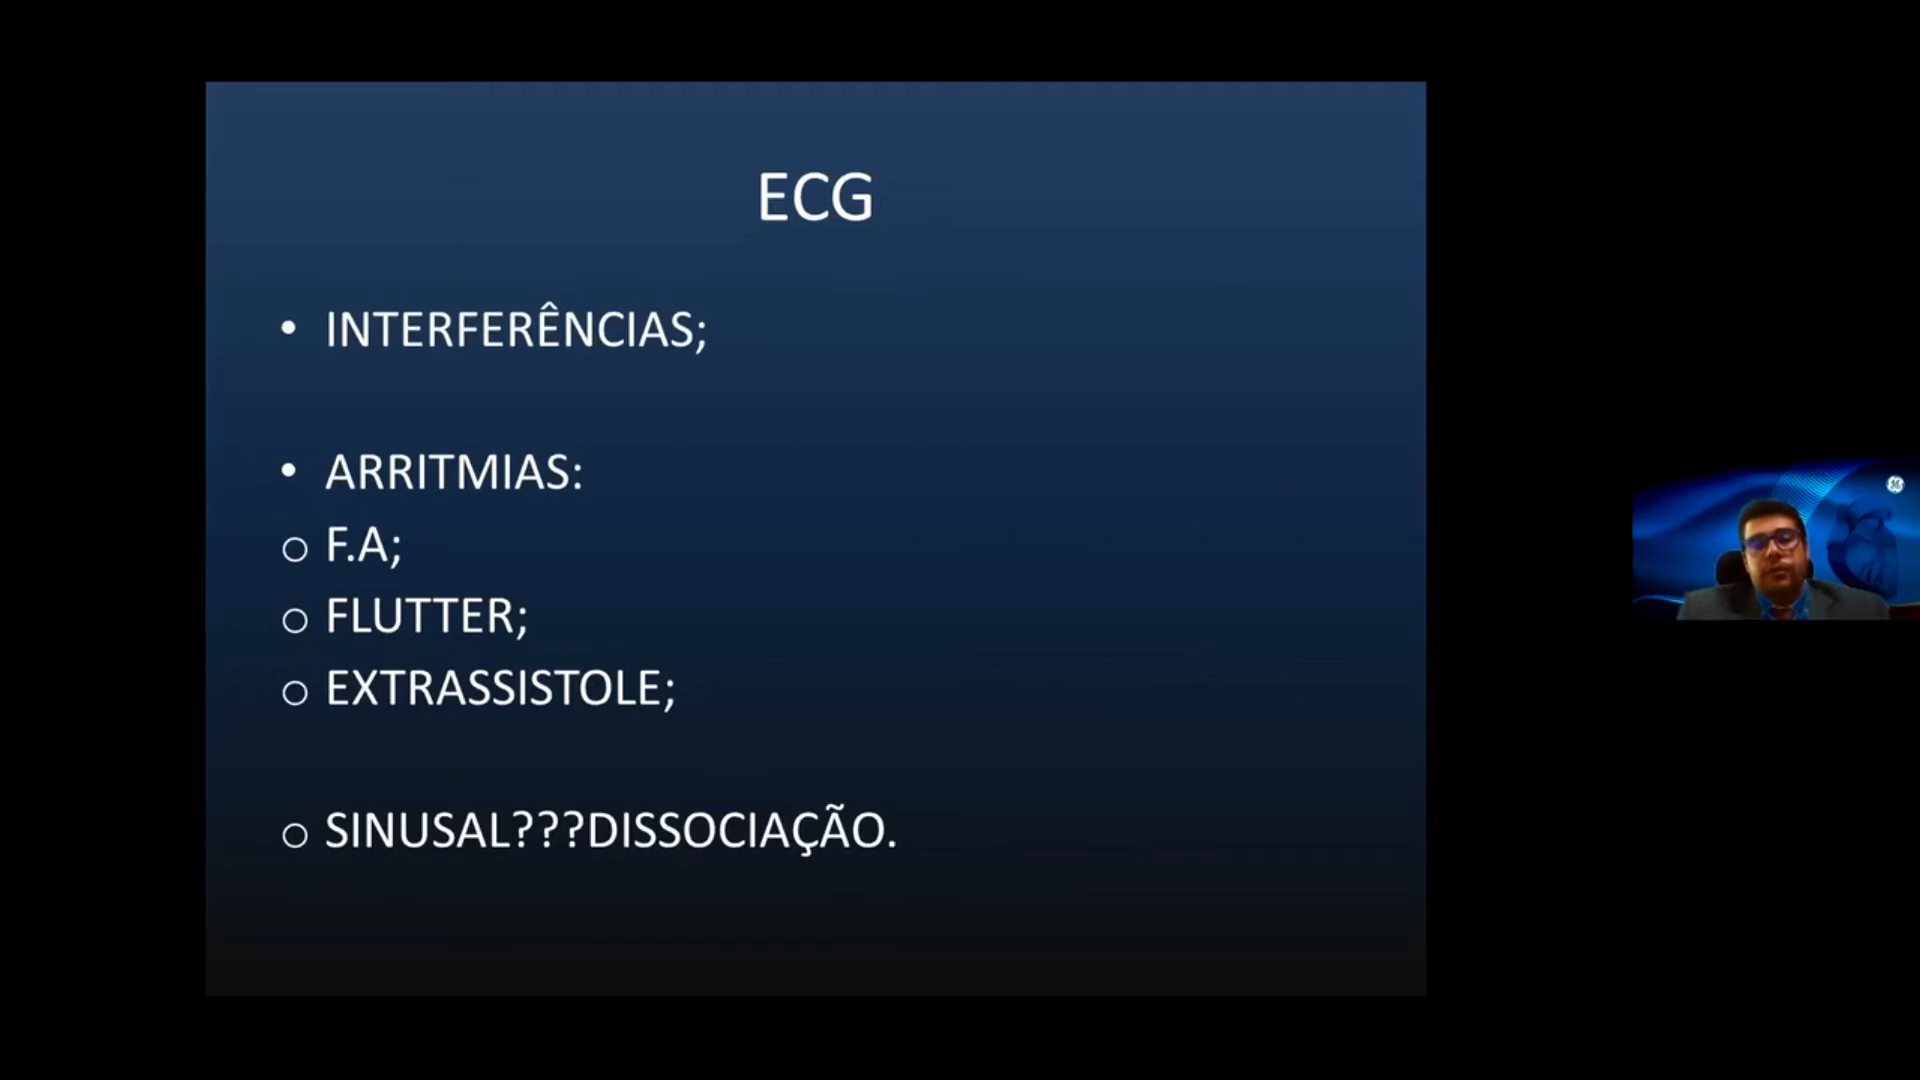 ECG
• INTERFERÊNCIAS;
• ARRITMIAS:
o F.A;
o FLUTTER;
o EXTRASSISTOLE;
o SINUSAL???DISSOCIAÇÃO.